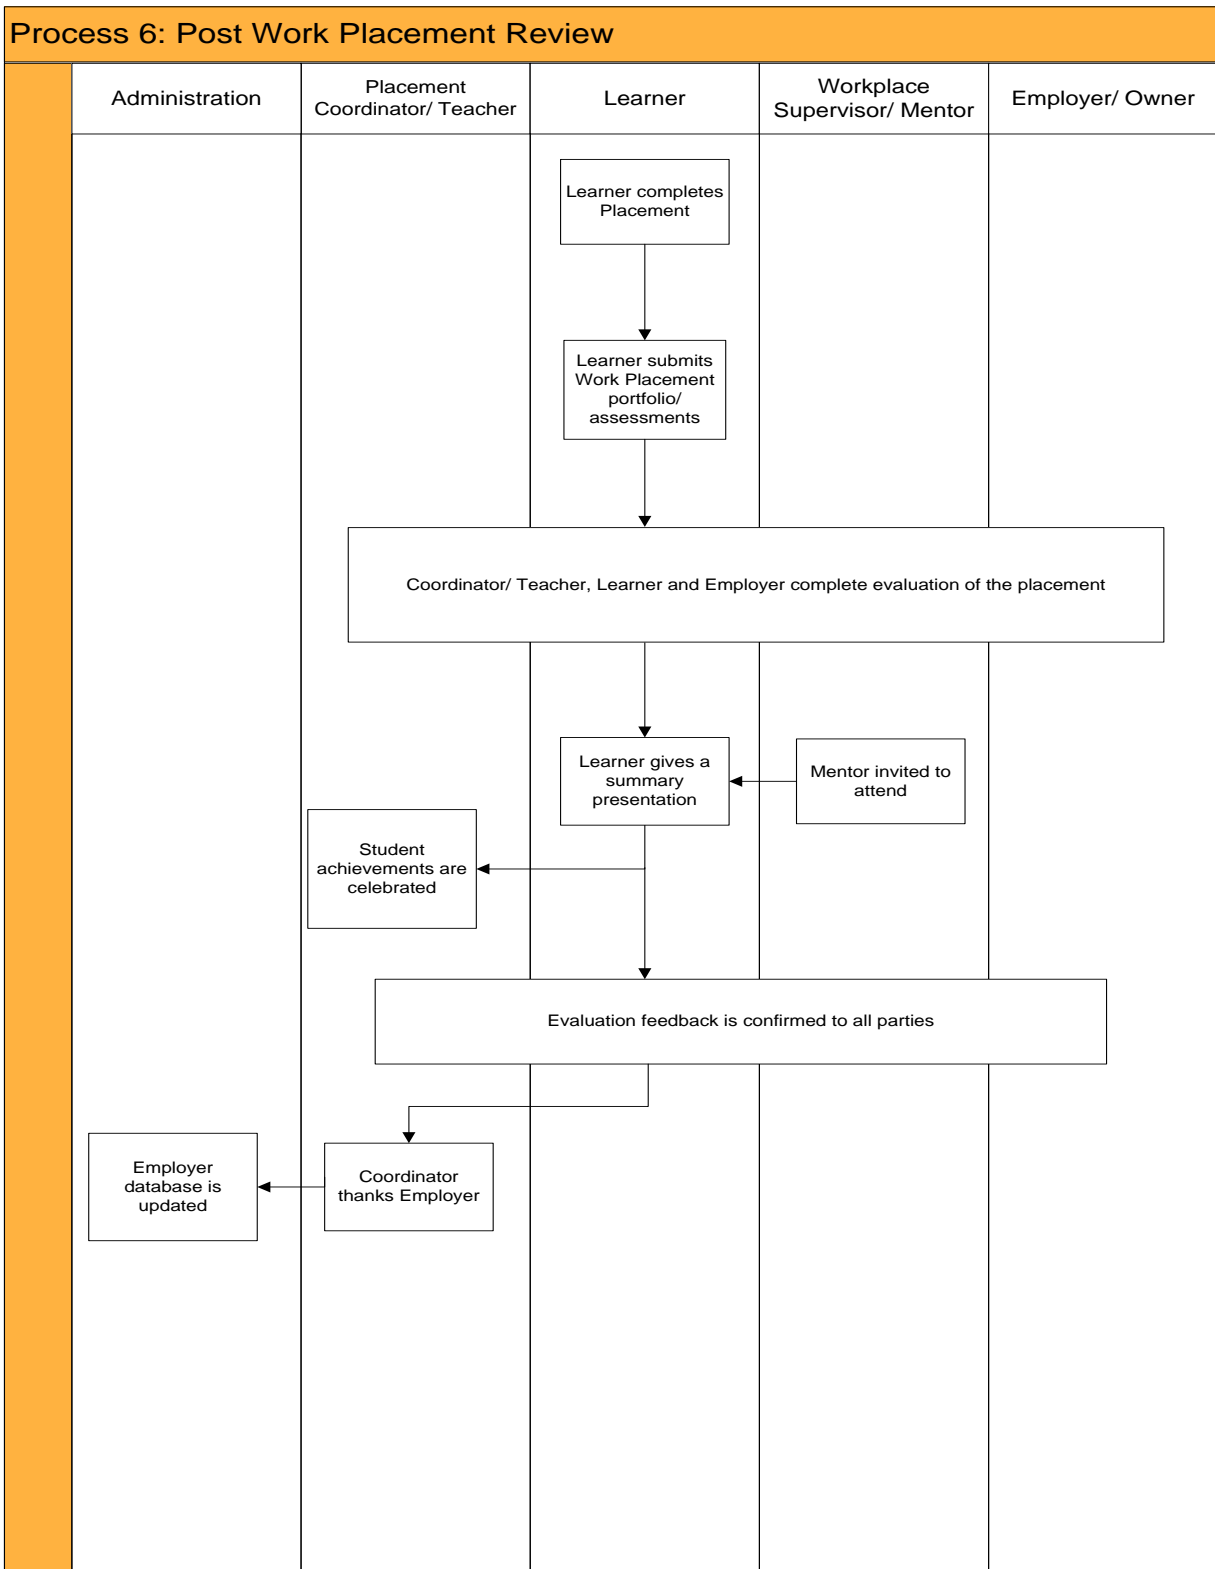 Process 6: Post Work Placement Review
Administration
Placement
Coordinator/ Teacher
Learner
Workplace
Supervisor/ Mentor
Employer/ Owner
Learner completes
Placement
Learner submits
Work Placement
portfolio/
assessments
Coordinator/ Teacher, Learner and Employer complete evaluation of the placement
Learner gives a
summary
presentation
Mentor invited to
attend
Student
achievements are
celebrated
Evaluation feedback is confirmed to all parties
Coordinator
thanks Employer
Employer
database is
updated